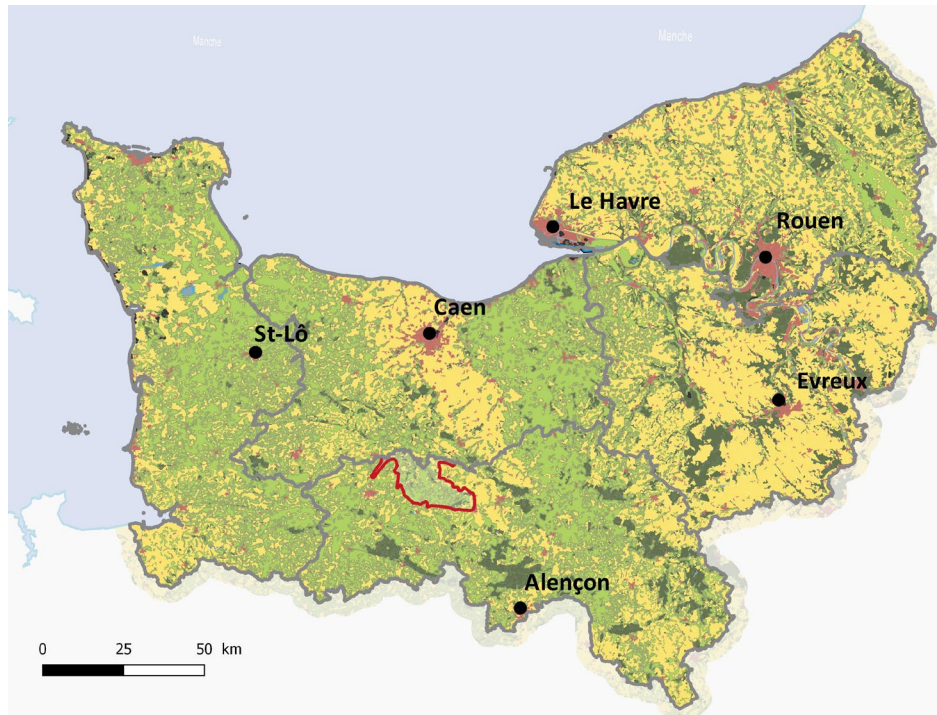 Manche
Manche
Le Havre
Rouen
Caen
St-Lô
Evreux
Alençon
0 25 50 km